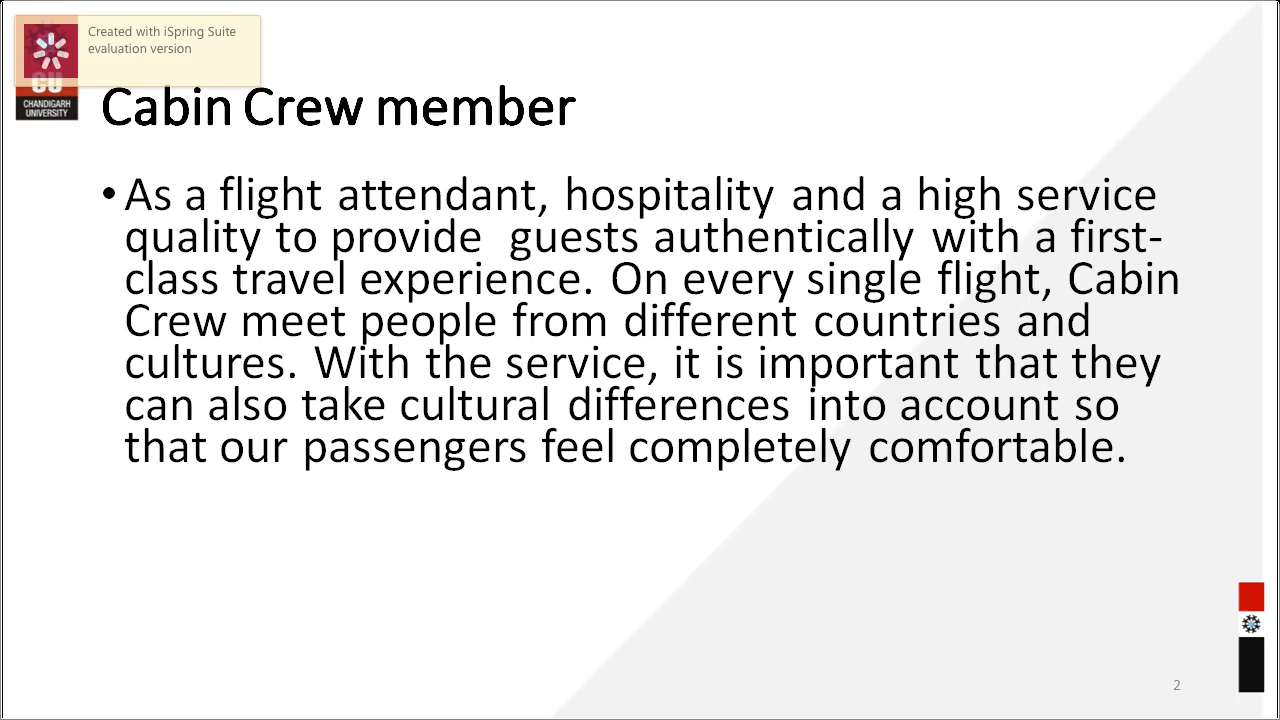 Created with iSpring Suite
evaluation version
CU
CHANDIGARH
UNIVERSITY
Cabin Crew member
• As a flight attendant, hospitality and a high service
quality to provide  guests authentically with a first-
class travel experience. On every single flight, Cabin
Crew meet people from different countries and
cultures. With the service, it is important that they
can also take cultural differences into account so
that our passengers feel completely comfortable.
2